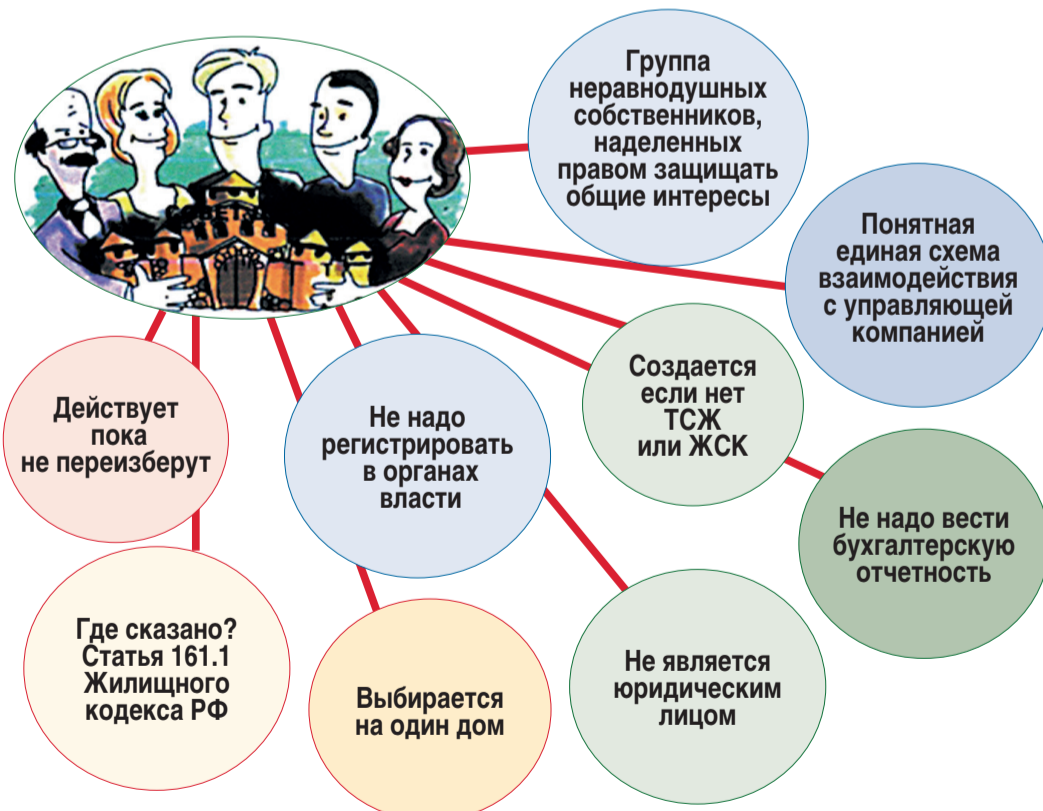 Группа
неравнодушных
собственников,
наделенных
правом защищать
общие интересы
Понятная
единая схема
взаимодействия
с управляющей
компанией
Создается
если нет
ТСЖ
или ЖСК
Действует
пока
не переизберут
Не надо
регистрировать
в органах
власти
Не надо вести
бухгалтерскую
отчетность
Где сказано?
Статья 161.1
Жилищного
кодекса РФ
Выбирается
на один дом
Не является
юридическим
лицом